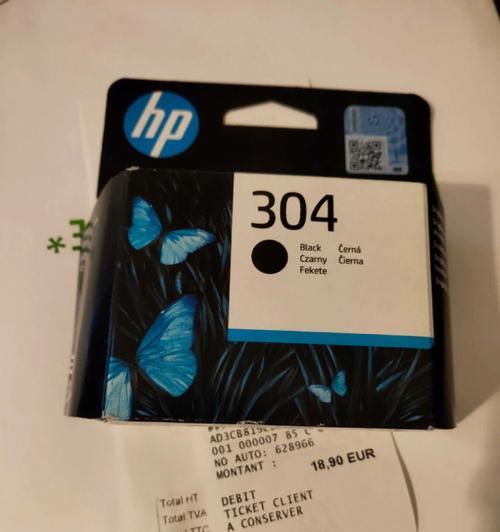 hp
304
Black Černá
Czarny Čierna
Fekete
001 000007 85 C
NO AUTO: 628966
MONTANT : 18,90 EUR
Total HT DEBIT
Total TVA TICKET CLIENT
A CONSERVER